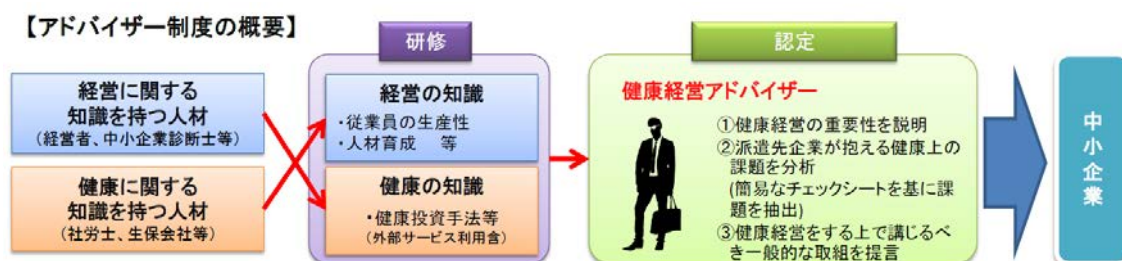 【アドバイザー制度の概要】
経営に関する
知識を持つ人材
(経営者、中小企業診断士等)
健康に関する
知識を持つ人材
(社労士、生保会社等)
研修
経営の知識
・従業員の生産性
・人材育成 等
健康の知識
・健康投資手法等
(外部サービス利用含)
認定
健康経営アドバイザー
①健康経営の重要性を説明
②派遣先企業が抱える健康上の
課題を分析
(簡易なチェックシートを基に課
題を抽出)
③健康経営をする上で講じるべ
き一般的な取組を提言
中小企業